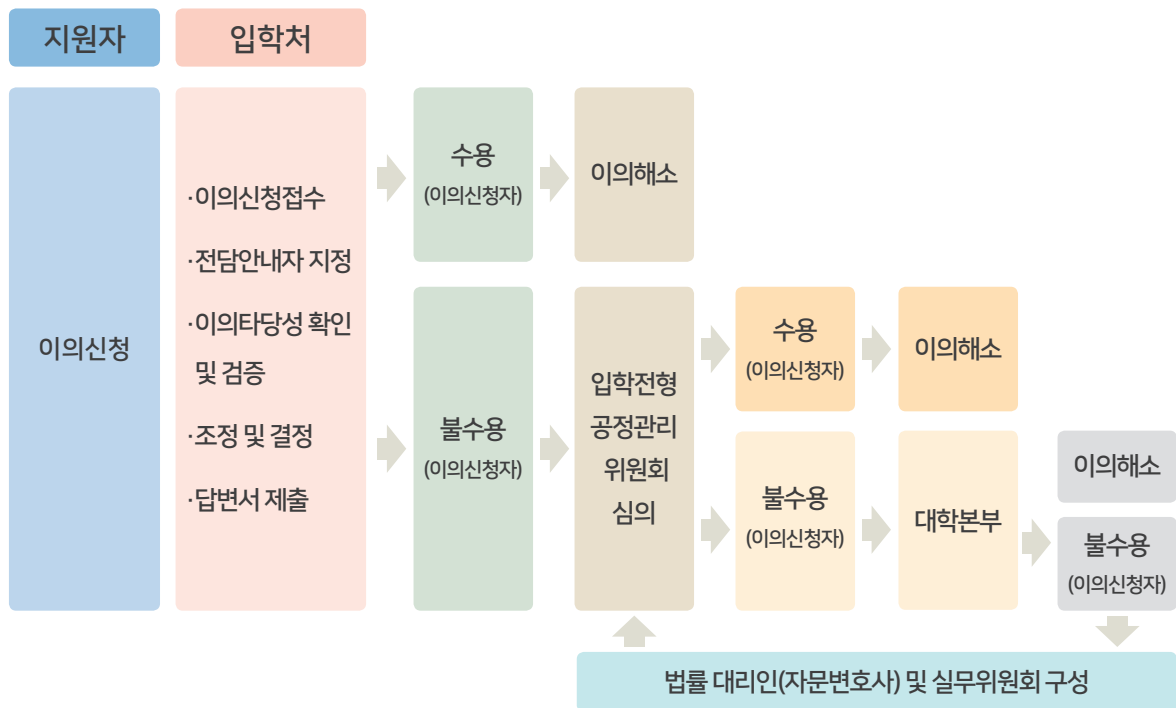 지원자
입학처
이의신청
·이의신청접수
·전담안내자 지정
·이의타당성 확인
및 검증
·조정 및 결정
·답변서 제출
수용
(이의신청자)
이의해소
불수용
(이의신청자)
입학전형
공정관리
위원회
심의
수용
(이의신청자)
이의해소
불수용
(이의신청자)
대학본부
이의해소
불수용
(이의신청자)
법률 대리인(자문변호사) 및 실무위원회 구성